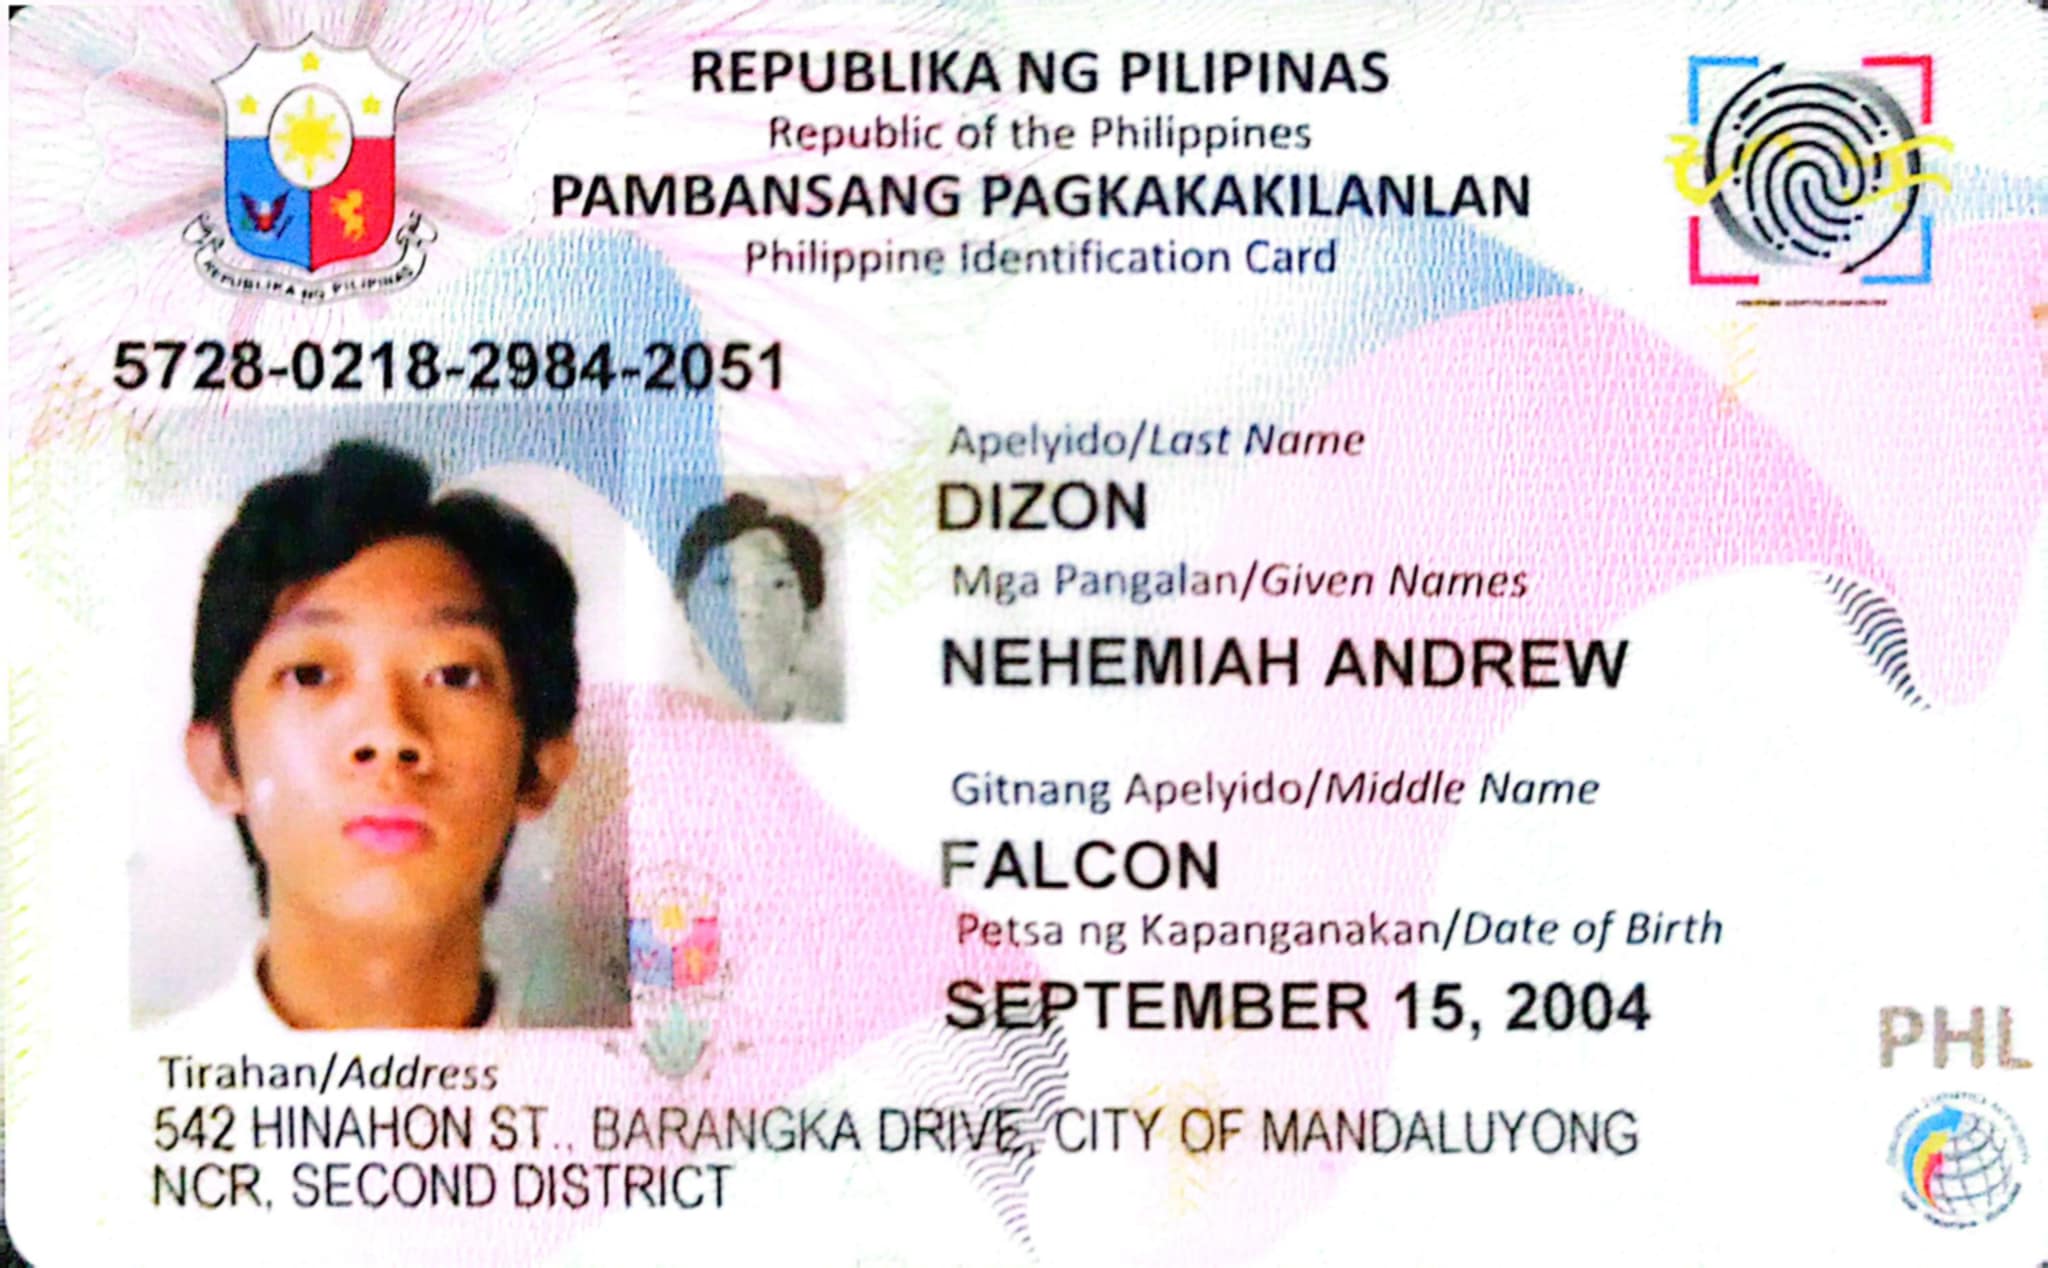 REPUBLIKA NG PILIPINAS
Republic of the Philippines
PAMBANSANG PAGKAKAKILANLAN
Philippine Identification Card
REPUBLIKA NG PILIPINAS
5728-0218-2984-2051
Apelyido/Last Name
DIZON
Mga Pangalan/Given Names
NEHEMIAH ANDREW
Gitnang Apelyido/Middle Name
FALCON
Petsa ng Kapanganakan/Date of Birth
SEPTEMBER 15, 2004
PHL
Tirahan/Address
542 HINAHON ST., BARANGKA DRIVE, CITY OF MANDALUYONG
NCR, SECOND DISTRICT